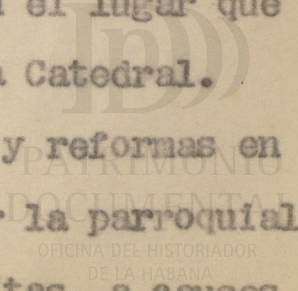 el lugar que
Catedral.
y reformas en
PATRIMONIO
DOCUMENTAL
la parroquial
OFICINA DEL HISTORIADOR
DE LA HABANA